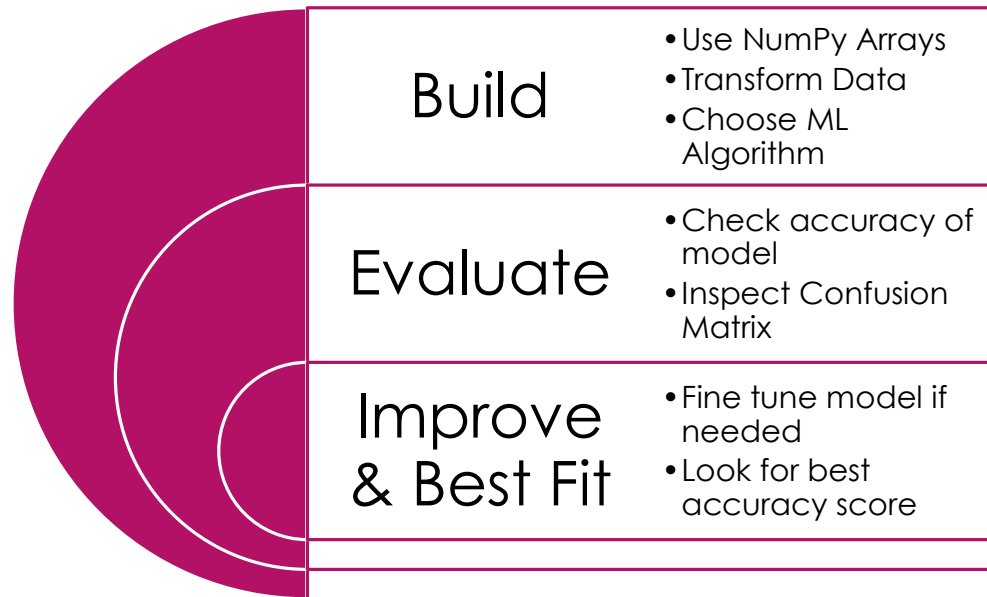 Build
•Use NumPy Arrays
•Transform Data
•Choose ML
Algorithm
Evaluate
•Check accuracy of
model
•Inspect Confusion
Matrix
Improve
& Best Fit
•Fine tune model if
needed
•Look for best
accuracy score